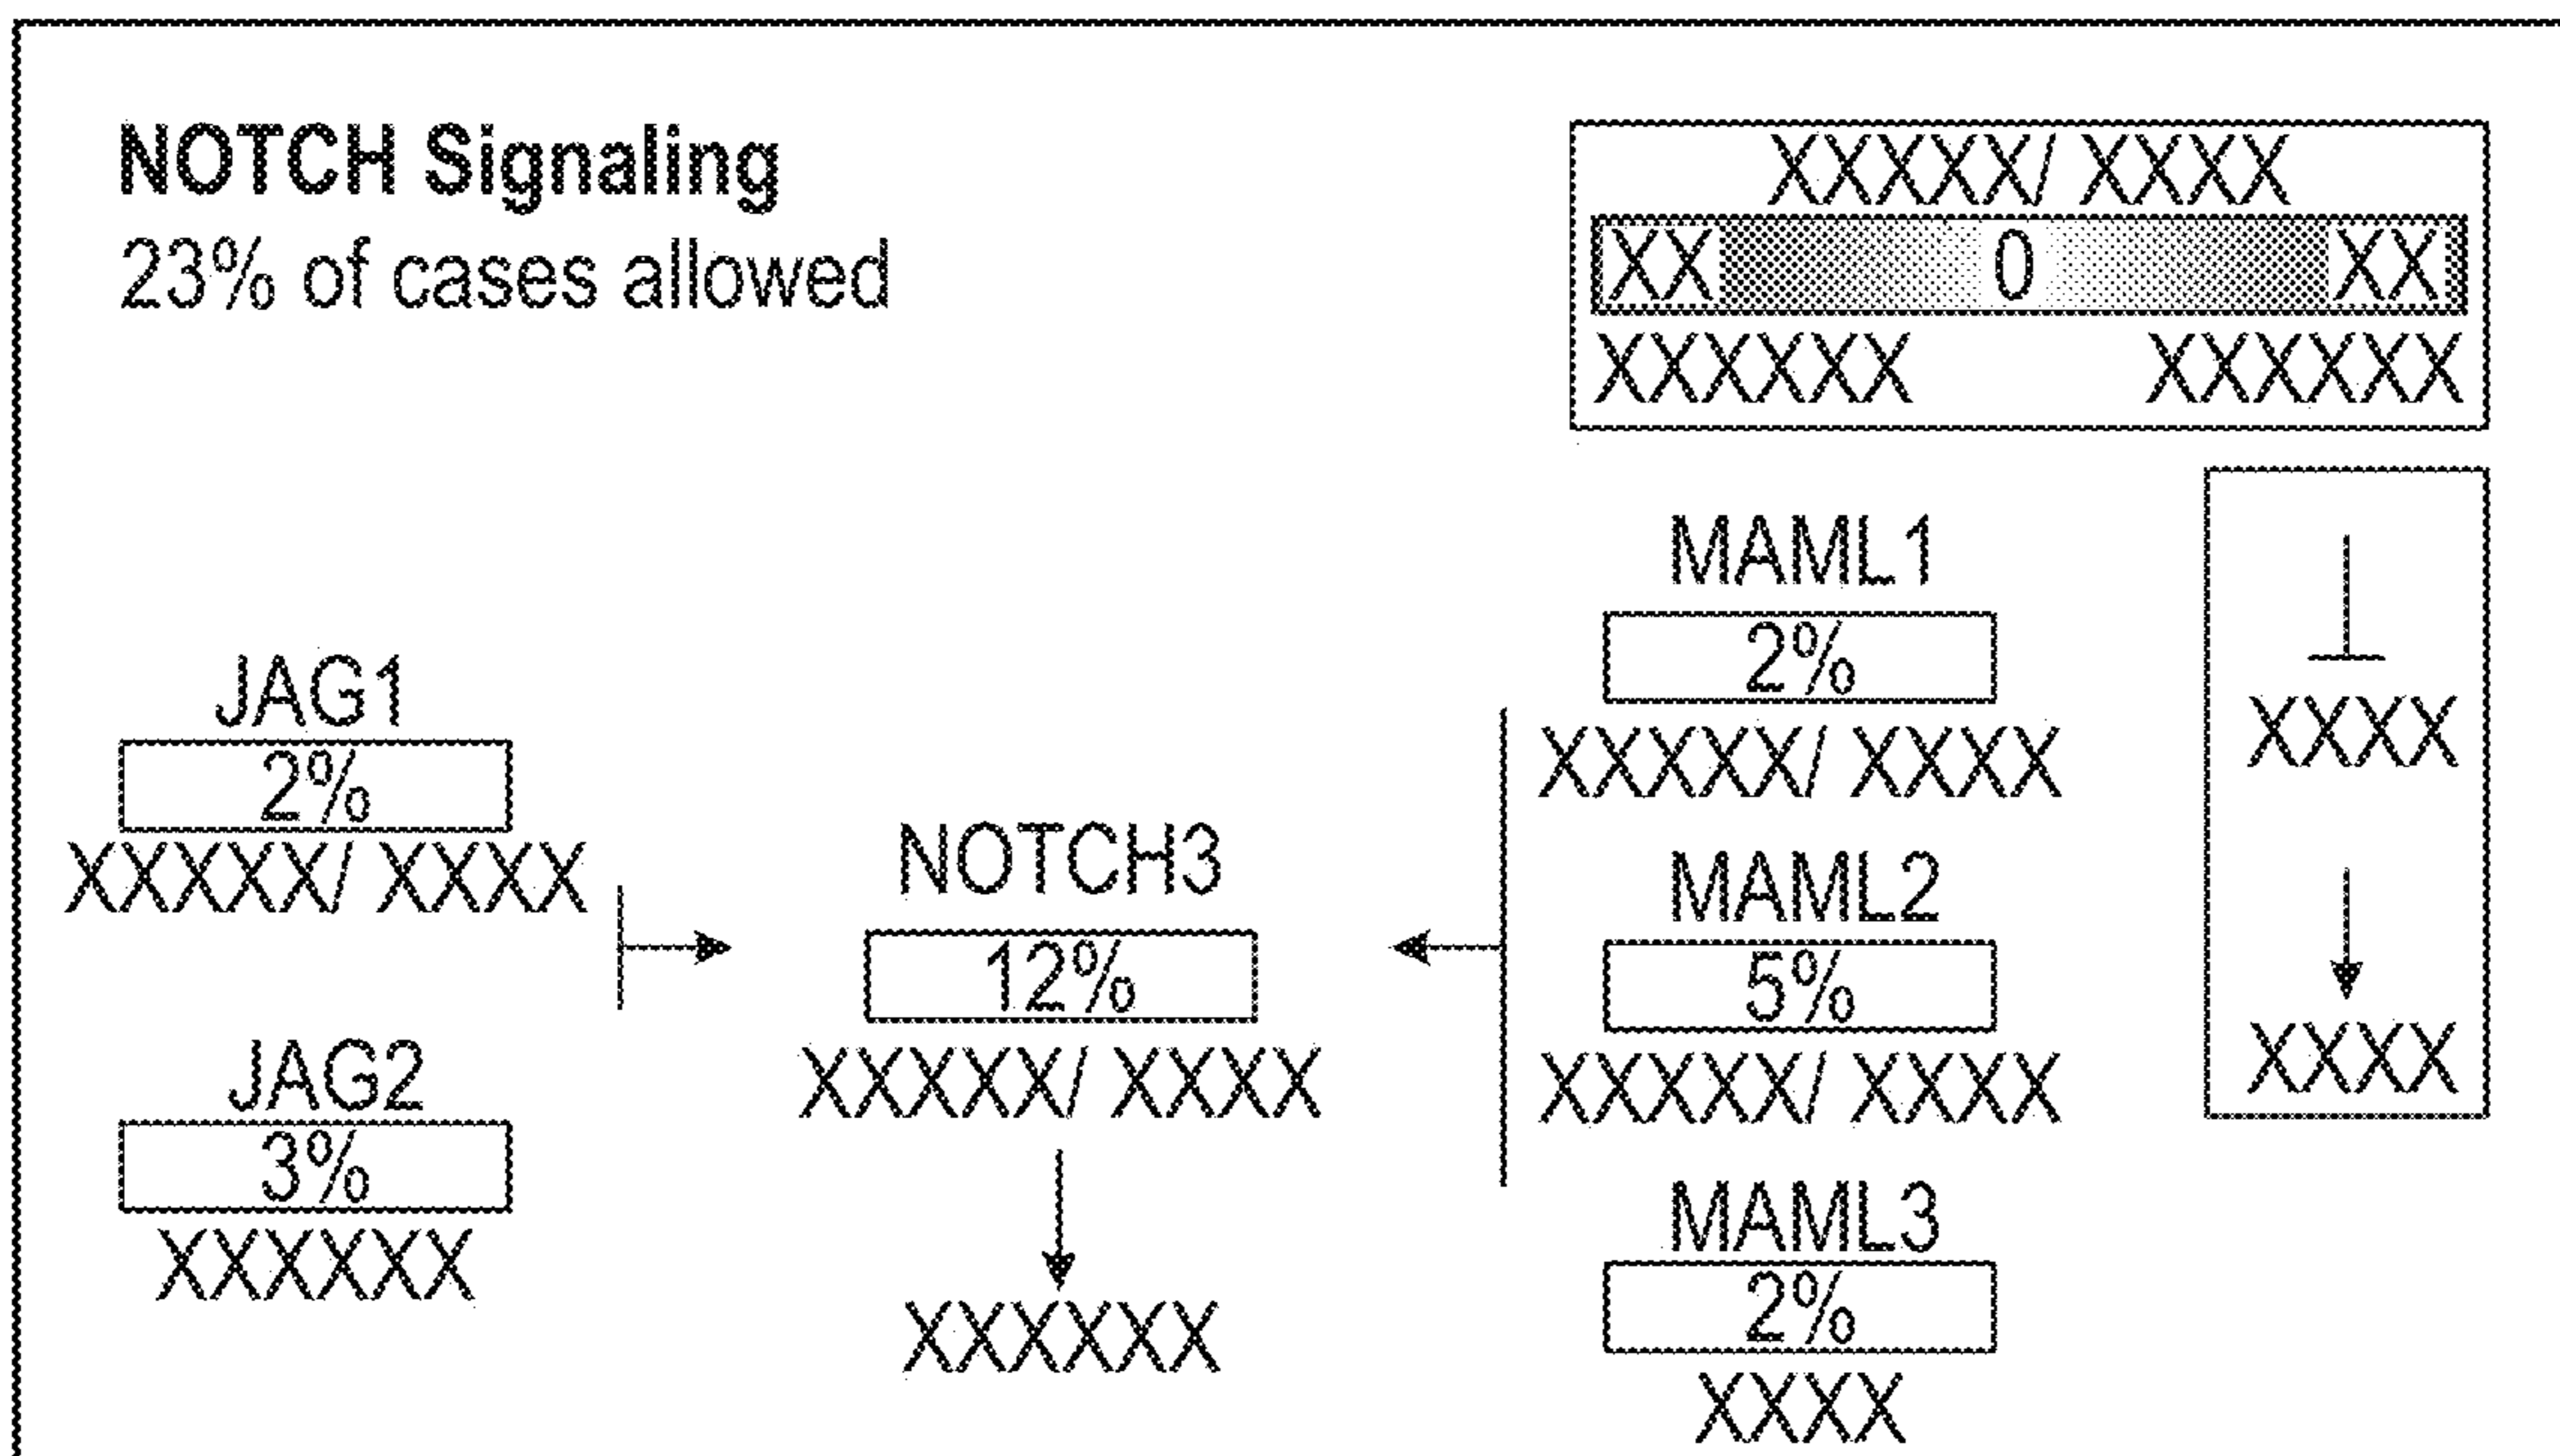 NOTCH Signaling
23% of cases allowed
XXXXX/ XXXX
XX 0 XX
XXXXXX XXXXXX
JAG1
2%
XXXXX/ XXXX
JAG2
3%
XXXXXX
NOTCH3
12%
XXXXX/ XXXX
XXXXXX
MAML1
2%
XXXXX/ XXXX
MAML2
5%
XXXXX/ XXXX
MAML3
2%
XXXX
XXXX
XXXX